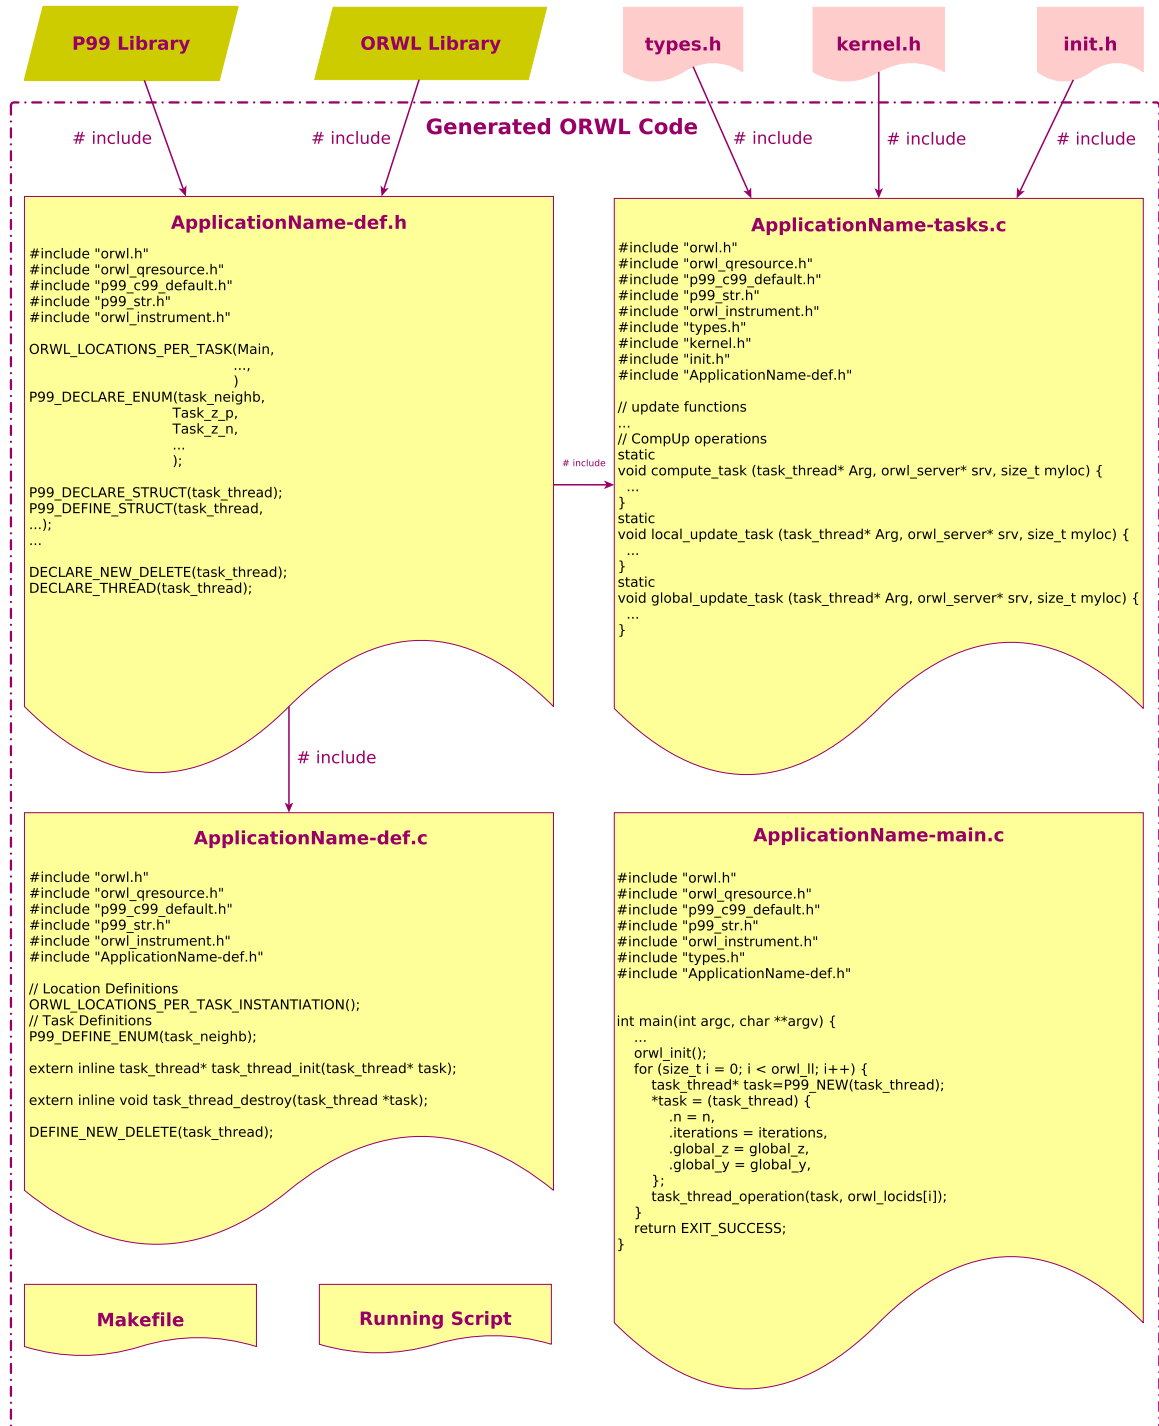 P99 Library
ORWL Library
types.h
kernel.h
init.h
# include
# include
Generated ORWL Code
# include
# include
# include
ApplicationName-def.h
#include "orwl.h"
#include "orwl_qresource.h"
#include "p99_c99_default.h"
#include "p99_str.h"
#include "orwl_instrument.h"
ORWL_LOCATIONS_PER_TASK(Main,
...,
)
P99_DECLARE_ENUM(task_neighb,
Task_z_p,
Task_z_n,
...
);
P99_DECLARE_STRUCT(task_thread);
P99_DEFINE_STRUCT(task_thread,
...);
...
DECLARE_NEW_DELETE(task_thread);
DECLARE_THREAD(task_thread);
# include
ApplicationName-tasks.c
#include "orwl.h"
#include "orwl_qresource.h"
#include "p99_c99_default.h"
#include "p99_str.h"
#include "orwl_instrument.h"
#include "types.h"
#include "kernel.h"
#include "init.h"
#include "ApplicationName-def.h"
// update functions
...
// CompUp operations
static
void compute_task (task_thread* Arg, orwl_server* srv, size_t myloc) {
...
}
static
void local_update_task (task_thread* Arg, orwl_server* srv, size_t myloc) {
...
}
static
void global_update_task (task_thread* Arg, orwl_server* srv, size_t myloc) {
...
}
# include
ApplicationName-def.c
#include "orwl.h"
#include "orwl_qresource.h"
#include "p99_c99_default.h"
#include "p99_str.h"
#include "orwl_instrument.h"
#include "ApplicationName-def.h"
// Location Definitions
ORWL_LOCATIONS_PER_TASK_INSTANTIATION();
// Task Definitions
P99_DEFINE_ENUM(task_neighb);
extern inline task_thread* task_thread_init(task_thread* task);
extern inline void task_thread_destroy(task_thread *task);
DEFINE_NEW_DELETE(task_thread);
ApplicationName-main.c
#include "orwl.h"
#include "orwl_qresource.h"
#include "p99_c99_default.h"
#include "p99_str.h"
#include "orwl_instrument.h"
#include "types.h"
#include "ApplicationName-def.h"
int main(int argc, char **argv) {
...
orwl_init();
for (size_t i = 0; i < orwl_ll; i++) {
task_thread* task=P99_NEW(task_thread);
*task = (task_thread) {
.n = n,
.iterations = iterations,
.global_z = global_z,
.global_y = global_y,
};
task_thread_operation(task, orwl_locids[i]);
}
return EXIT_SUCCESS;
}
Makefile
Running Script